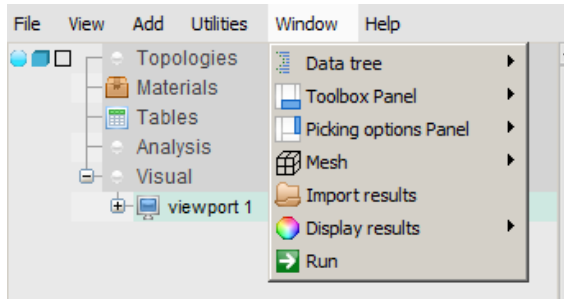 File View Add Utilities Window Help
Topologies
Materials
Tables
Analysis
Visual
viewport 1
Data tree
Toolbox Panel
Picking options Panel
Mesh
Import results
Display results
Run